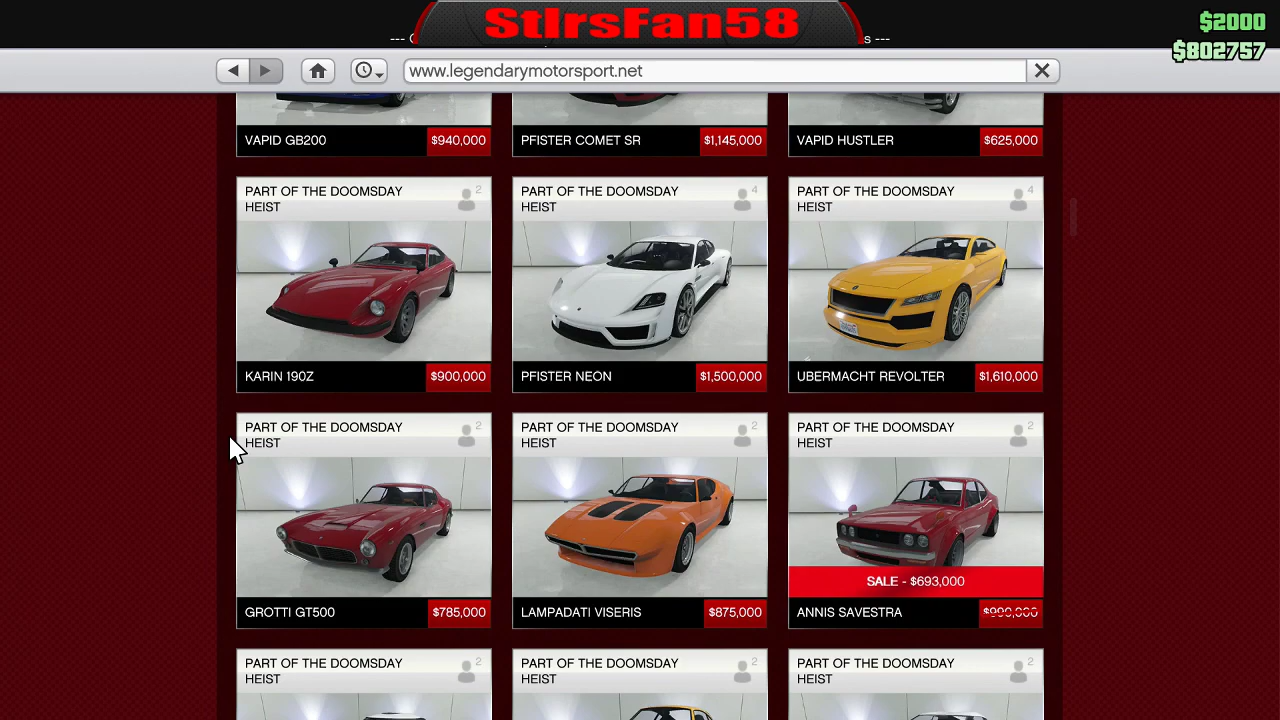 StlrsFan58
$2000
$802757
www.legendarymotorsport.net
VAPID GB200
$940,000
PFISTER COMET SR
$1,145,000
VAPID HUSTLER
$625,000
PART OF THE DOOMSDAY
HEIST
2
PART OF THE DOOMSDAY
HEIST
4
PART OF THE DOOMSDAY
HEIST
4
KARIN 190Z
$900,000
PFISTER NEON
$1,500,000
UBERMACHT REVOLTER
$1,610,000
PART OF THE DOOMSDAY
HEIST
2
PART OF THE DOOMSDAY
HEIST
2
PART OF THE DOOMSDAY
HEIST
2
SALE - $693,000
GROTTI GT500
$785,000
LAMPADATI VISERIS
$875,000
ANNIS SAVESTRA
$990,000
PART OF THE DOOMSDAY
HEIST
2
PART OF THE DOOMSDAY
HEIST
2
PART OF THE DOOMSDAY
HEIST
2